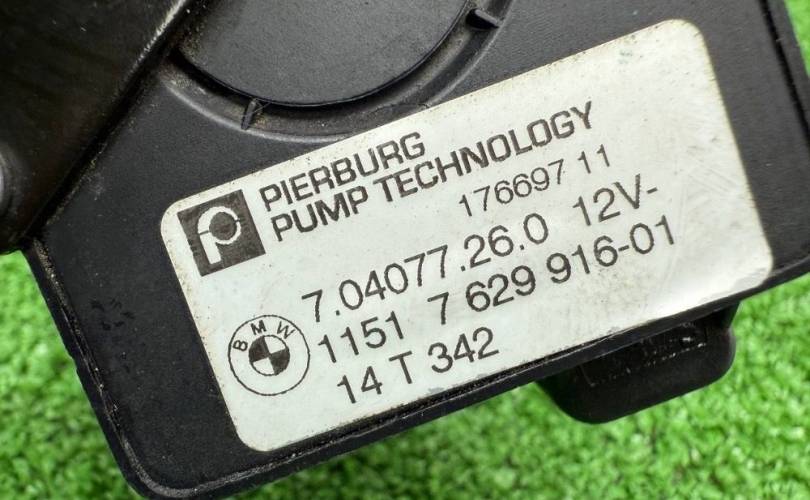 PIERBURG
PUMP TECHNOLOGY
176697 11
7.04077.26.0 12V-
1151 7 629 916-01
14 T 342
BMW